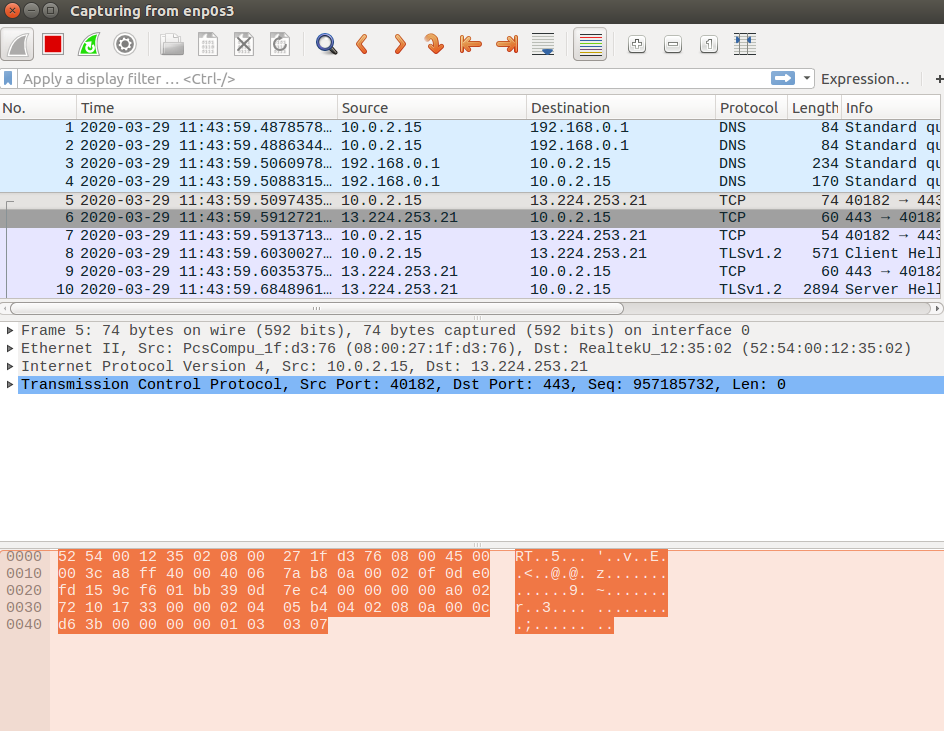 Capturing from enp0s3
Apply a display filter … <Ctrl-/>
Expression…
+
No. Time Source Destination Protocol Length Info
1 2020-03-29 11:43:59.4878578… 10.0.2.15 192.168.0.1 DNS 84 Standard qu
2 2020-03-29 11:43:59.4886344… 10.0.2.15 192.168.0.1 DNS 84 Standard qu
3 2020-03-29 11:43:59.5060978… 192.168.0.1 10.0.2.15 DNS 234 Standard qu
4 2020-03-29 11:43:59.5088315… 192.168.0.1 10.0.2.15 DNS 170 Standard qu
5 2020-03-29 11:43:59.5097435… 10.0.2.15 13.224.253.21 TCP 74 40182 → 443
6 2020-03-29 11:43:59.5912721… 13.224.253.21 10.0.2.15 TCP 60 443 → 40182
7 2020-03-29 11:43:59.5913713… 10.0.2.15 13.224.253.21 TCP 54 40182 → 443
8 2020-03-29 11:43:59.6030027… 10.0.2.15 13.224.253.21 TLSv1.2 571 Client Hell
9 2020-03-29 11:43:59.6035375… 13.224.253.21 10.0.2.15 TCP 60 443 → 40182
10 2020-03-29 11:43:59.6848961… 13.224.253.21 10.0.2.15 TLSv1.2 2894 Server Hell
Frame 5: 74 bytes on wire (592 bits), 74 bytes captured (592 bits) on interface 0
Ethernet II, Src: PcsCompu_1f:d3:76 (08:00:27:1f:d3:76), Dst: RealtekU_12:35:02 (52:54:00:12:35:02)
Internet Protocol Version 4, Src: 10.0.2.15, Dst: 13.224.253.21
Transmission Control Protocol, Src Port: 40182, Dst Port: 443, Seq: 957185732, Len: 0
0000 52 54 00 12 35 02 08 00 27 1f d3 76 08 00 45 00 RT..5... '..v..E.
0010 00 3c a8 ff 40 00 40 06 7a b8 0a 00 02 0f 0d e0 .<..@.@. z.......
0020 fd 15 9c f6 01 bb 39 0d 7e c4 00 00 00 00 a0 02 ......9. ~.......
0030 72 10 17 33 00 00 02 04 05 b4 04 02 08 0a 00 0c r..3.... ........
0040 d6 3b 00 00 00 00 01 03 03 07 .;...... ..